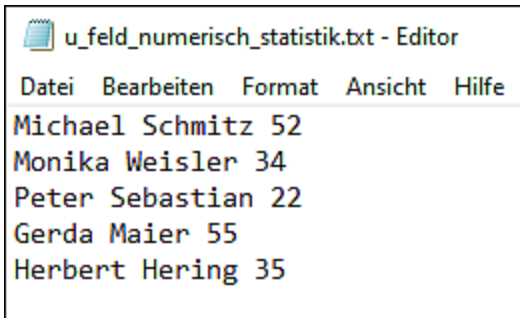 u_feld_numerisch_statistik.txt - Editor
Datei Bearbeiten Format Ansicht Hilfe
Michael Schmitz 52
Monika Weisler 34
Peter Sebastian 22
Gerda Maier 55
Herbert Hering 35